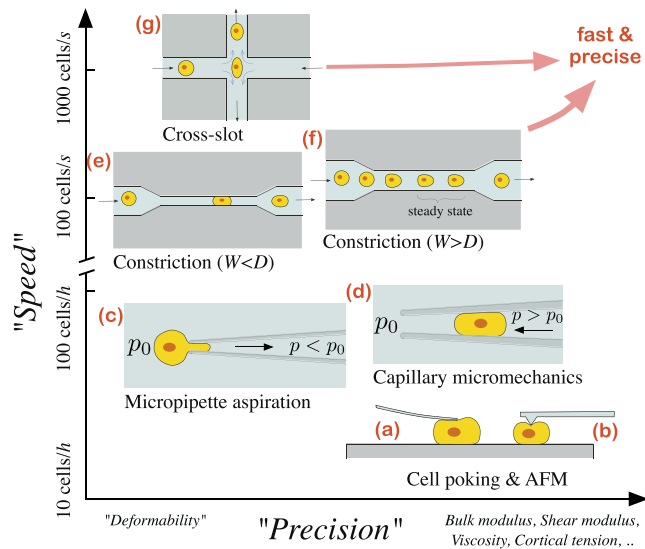 (g)
fast &
precise
Cross-slot
1000 cells/s
(e)
(f)
steady state
100 cells/s
Constriction (W<D)
Constriction (W>D)
"Speed"
(c)
(d)
p0
p < p0
p0
p > p0
100 cells/h
Micropipette aspiration
Capillary micromechanics
(a)
(b)
Cell poking & AFM
10 cells/h
"Deformability"
"Precision"
Bulk modulus, Shear modulus,
Viscosity, Cortical tension, ..